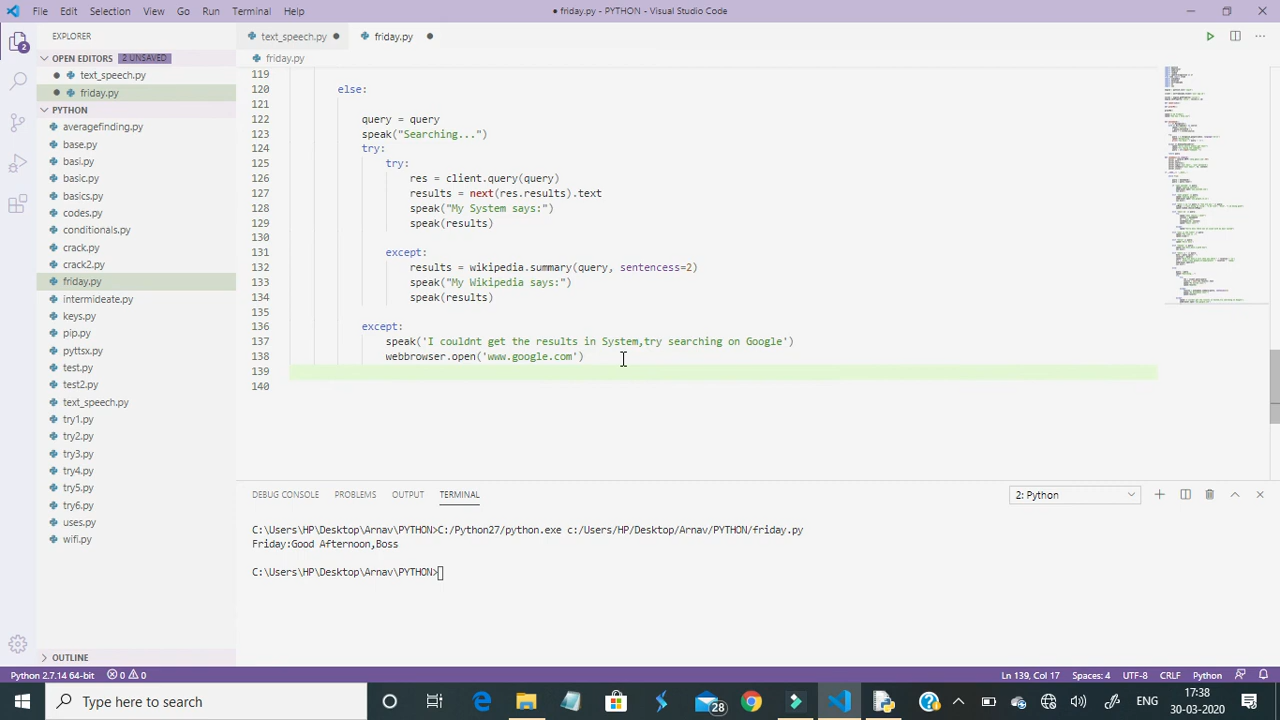 File Edit Selection View Go Run Terminal Help
● friday.py - PYTHON - Visual Studio Code
EXPLORER
OPEN EDITORS 2 UNSAVED
text_speech.py
friday.py
PYTHON
averagefinding.py
base.py
basi.py
basic.py
basics.py
codes.py
conditionals.py
crack.py
crack2.py
friday.py
intermideate.py
keys.py
pip.py
pyttsx.py
test.py
test2.py
text_speech.py
try1.py
try2.py
try3.py
try4.py
try5.py
try6.py
uses.py
wifi.py
OUTLINE
text_speech.py ● friday.py ●
friday.py
119
120 else:
121
122 query = query
123 speak("Searching...")
124 try:
125 try:
126 res = client.query(query)
127 results = next(res.results).text
128 speak("My System says:")
129 speak(results)
130
131 except:
132 results = wikipedia.summary(query, sentencess=2)
133 speak("My Wikipedia says:")
134 speak(results)
135
136 except:
137 speak('I couldnt get the results in System,try searching on Google')
138 webbrowser.open('www.google.com')
139
140
DEBUG CONSOLE PROBLEMS OUTPUT TERMINAL 2: Python
C:\Users\HP\Desktop\Arnav\PYTHON>C:/Python27/python.exe c:/Users/HP/Desktop/Arnav/PYTHON/friday.py
Friday:Good Afternoon,Boss
C:\Users\HP\Desktop\Arnav\PYTHON>
Python 2.7.14 64-bit 0 0 Ln 139, Col 17 Spaces: 4 UTF-8 CRLF Python
Type here to search
28
ENG
17:38
30-03-2020